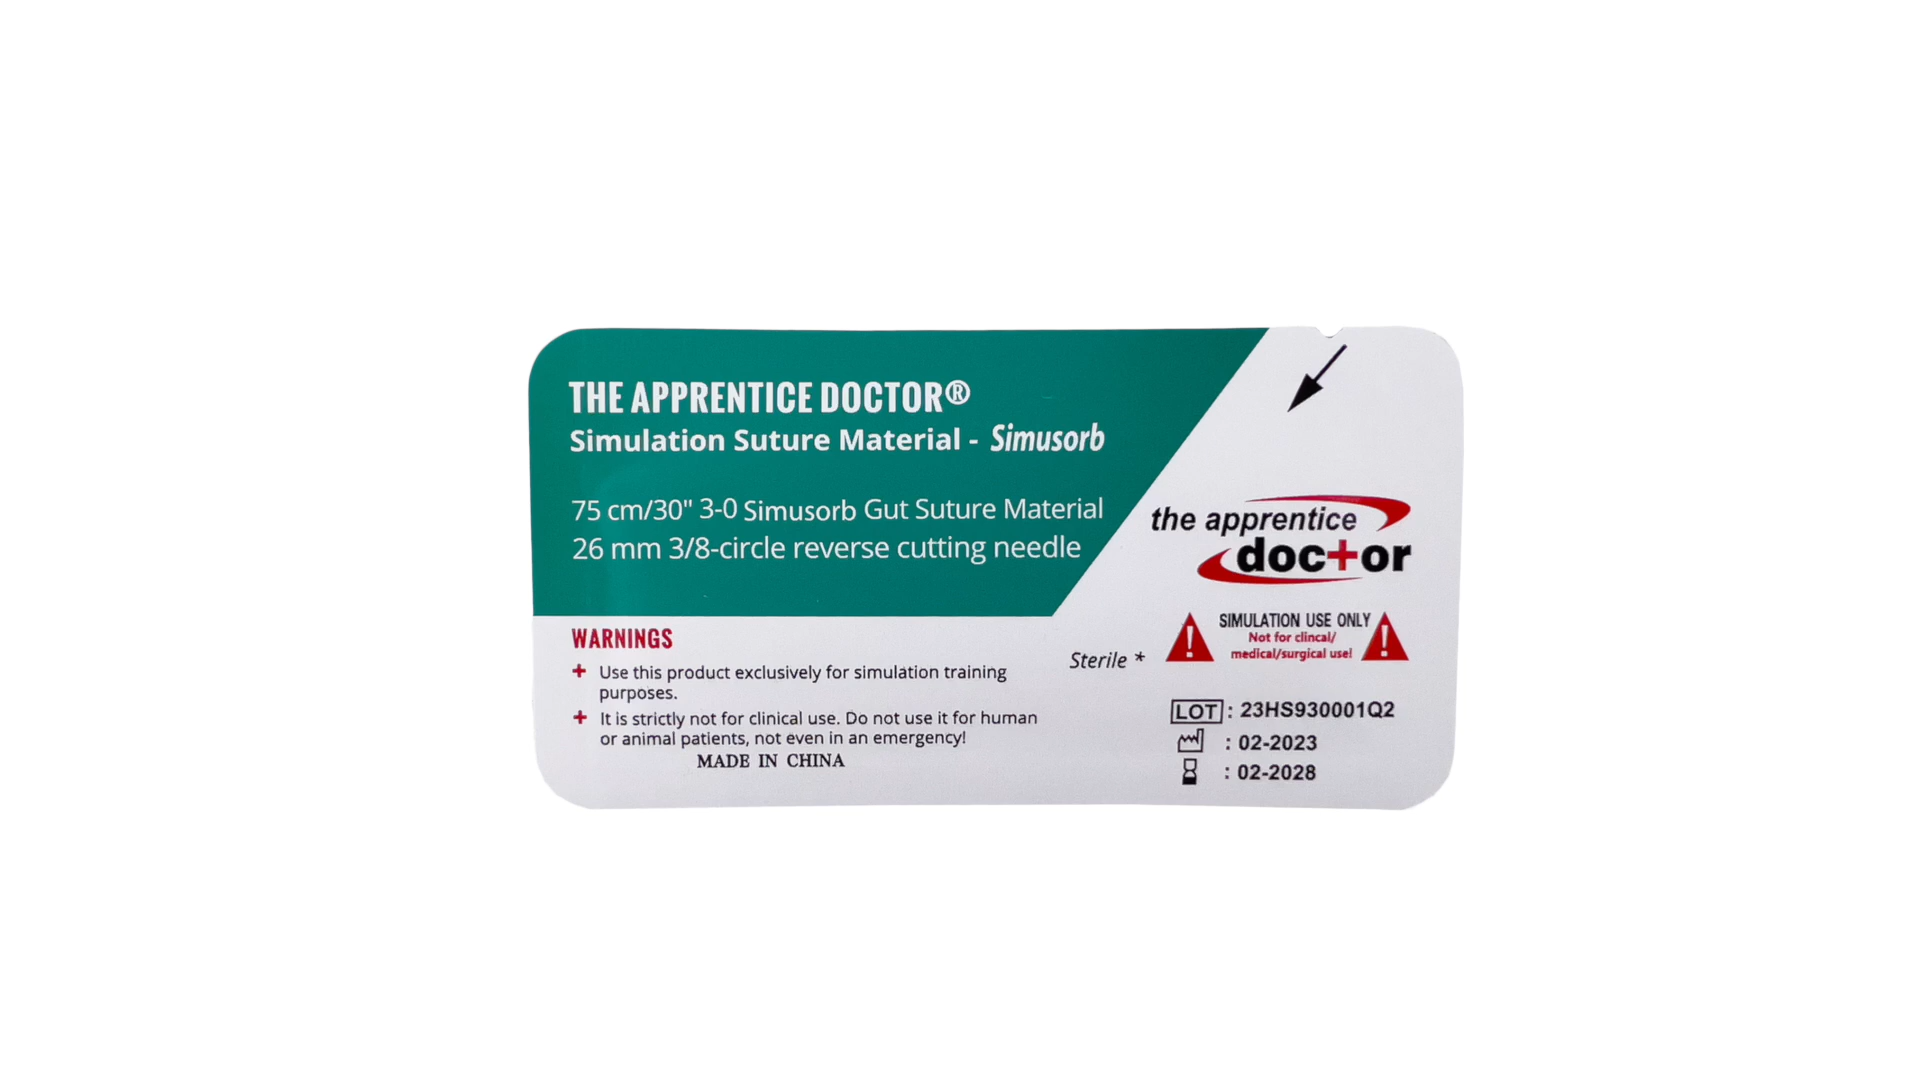 THE APPRENTICE DOCTOR®
Simulation Suture Material - Simusorb
75 cm/30" 3-0 Simusorb Gut Suture Material
26 mm 3/8-circle reverse cutting needle
the apprentice
doctor
WARNINGS
+ Use this product exclusively for simulation training
purposes.
+ It is strictly not for clinical use. Do not use it for human
or animal patients, not even in an emergency!
MADE IN CHINA
Sterile *
SIMULATION USE ONLY
Not for clincal/
medical/surgical use!
LOT : 23HS930001Q2
: 02-2023
: 02-2028